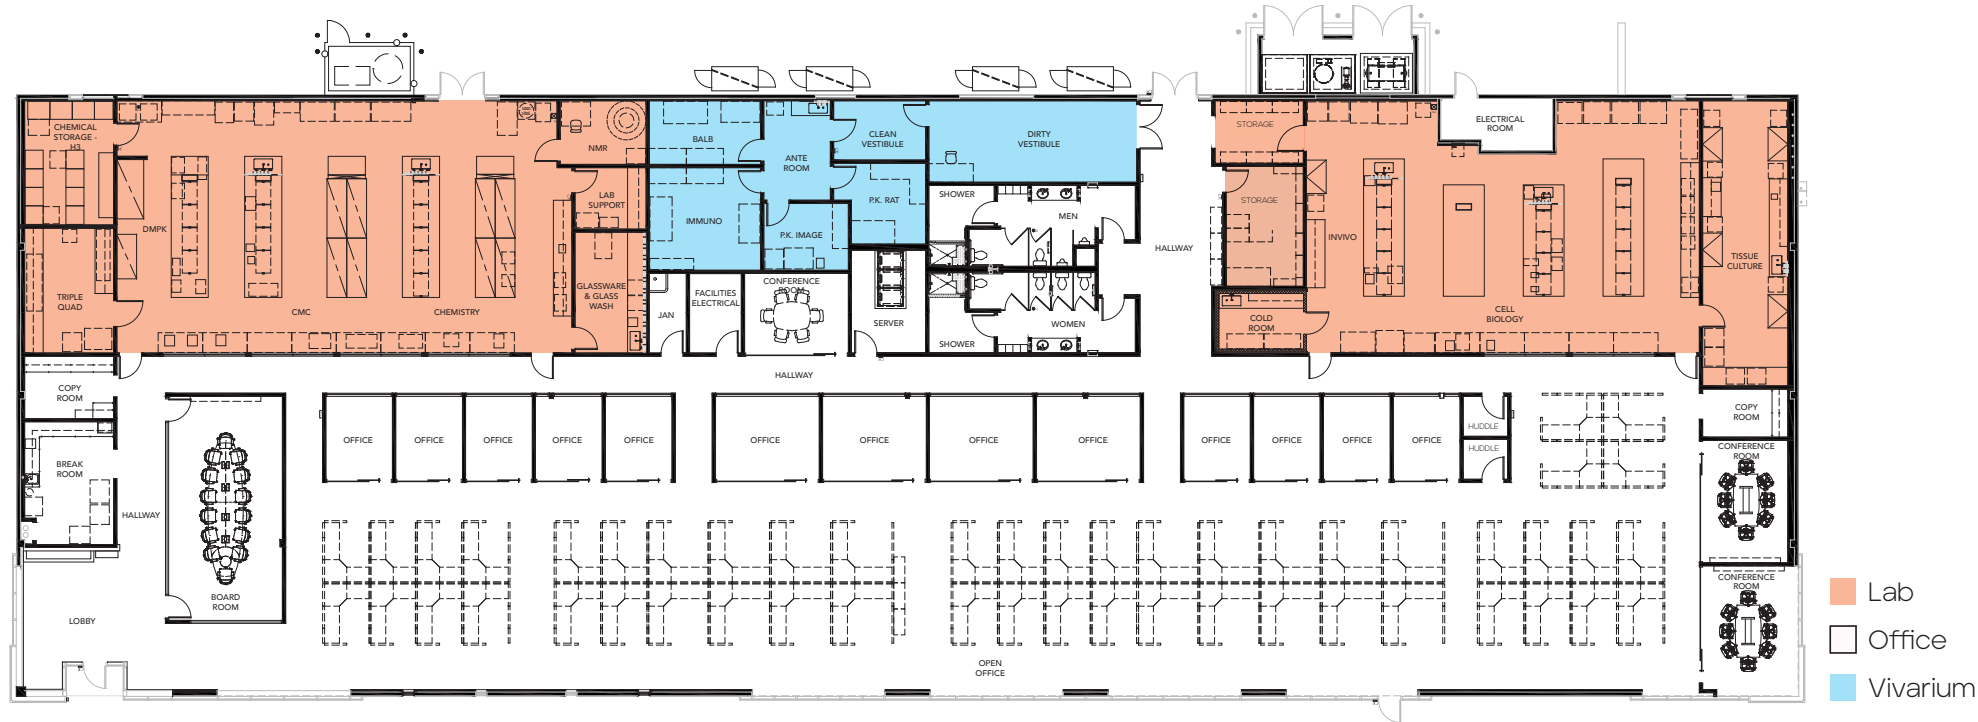 CHEMICAL
STORAGE -
H3
NMR
BALB
ANTE
ROOM
CLEAN
VESTIBULE
DIRTY
VESTIBULE
STORAGE
ELECTRICAL
ROOM
DMPK
LAB
SUPPORT
IMMUNO
P.K. RAT
P.K. IMAGE
SHOWER
MEN
HALLWAY
STORAGE
INVIVO
TISSUE
CULTURE
TRIPLE
QUAD
CMC
CHEMISTRY
GLASSWARE
& GLASS
WASH
JAN
FACILITIES
ELECTRICAL
CONFERENCE
ROOM
SERVER
WOMEN
SHOWER
COLD
ROOM
CELL
BIOLOGY
HALLWAY
COPY
ROOM
OFFICE
OFFICE
OFFICE
OFFICE
OFFICE
OFFICE
OFFICE
OFFICE
OFFICE
OFFICE
OFFICE
OFFICE
OFFICE
HUDDLE
HUDDLE
COPY
ROOM
BREAK
ROOM
HALLWAY
CONFERENCE
ROOM
BOARD
ROOM
LOBBY
CONFERENCE
ROOM
OPEN
OFFICE
Lab
Office
Vivarium